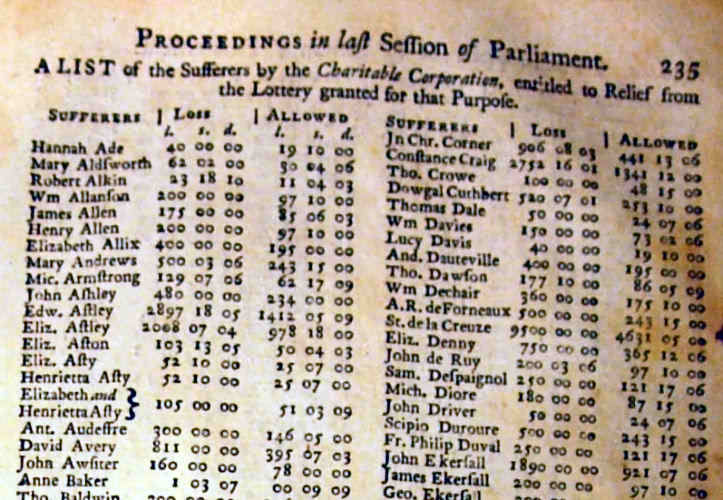 PROCEEDINGS in laſt Seſſion of Parliament. 235
A LIST of the Sufferers by the Charitable Corporation, entitled to Relief from
the Lottery granted for that Purpoſe.
SUFFERERS | LOSS | ALLOWED
l. s. d. l. s. d.
Hannah Ade 40 00 00 19 10 00
Mary Aldſworth 62 02 00 30 04 06
Robert Alkin 23 18 10 11 04 03
Wm Allanſon 200 00 00 97 10 00
James Allen 175 00 00 85 06 03
Henry Allen 200 00 00 97 10 00
Elizabeth Allix 400 00 00 195 00 00
Mary Andrews 500 03 06 243 15 00
Mic. Armſtrong 129 07 06 62 17 09
John Aſhley 480 00 00 234 00 00
Edw. Aſtley 2897 18 05 1412 05 09
Eliz. Aſtley 2008 07 04 978 18 00
Eliz. Aſton 103 13 05 50 04 03
Eliz. Aſty 52 10 00 25 07 00
Henrietta Aſty 52 10 00 25 07 00
Elizabeth and
Henrietta Aſty } 105 00 00 51 03 09
Ant. Audeffre 300 00 00 146 05 00
David Avery 811 00 00 395 07 03
John Awſiter 160 00 00 78 00 00
Anne Baker 1 03 07 00 09 09
Tho. Baldwin
SUFFERERS | LOSS | ALLOWED
Jn Chr. Corner 906 08 03 441 13 06
Conſtance Craig 2752 16 01 1341 12 00
Tho. Crowe 100 00 00 48 15 00
Dowgal Cuthbert 520 07 01 253 10 00
Thomas Dale 50 00 00 24 07 06
Wm Davies 150 00 00 73 02 06
Lucy Davis 40 00 00 19 10 00
And. Dauteville 400 00 00 195 00 00
Tho. Dawſon 177 10 00 86 05 09
Wm Dechair 360 00 00 175 10 00
A.R. deForneaux 500 00 00 243 15 00
St. de la Creuze 9500 00 00 4631 05 00
Eliz. Denny 750 00 00 365 12 06
John de Ruy 200 03 06 97 10 00
Sam. Deſpaignol 250 00 00 121 17 06
Mich. Diore 180 00 00 87 15 00
John Driver 50 00 00 24 07 06
Scipio Duroure 500 00 00 243 15 00
Fr. Philip Duval 250 00 00 121 17 06
John Ekerſall 1890 00 00 921 07 06
James Ekerſall 200 00 00 97 10 00
Geo. Ekerſall